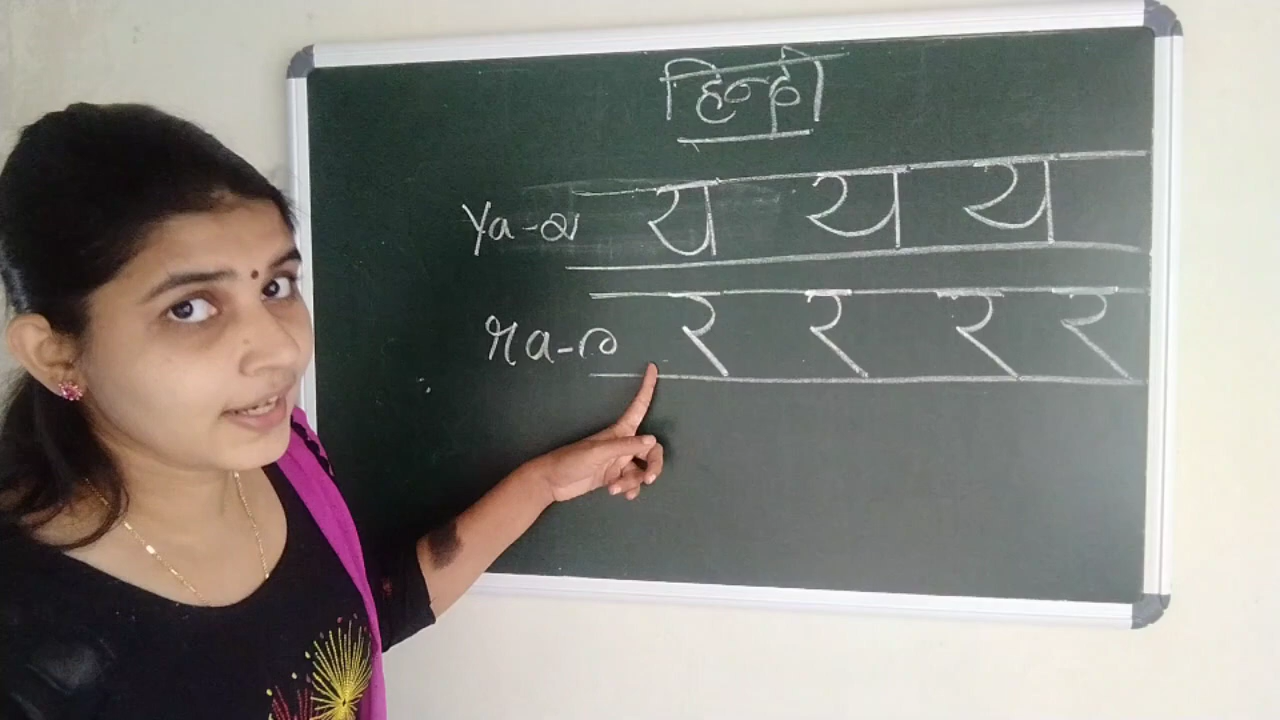 हिन्दी
Ya-യ य य य
ra-ര र र र र